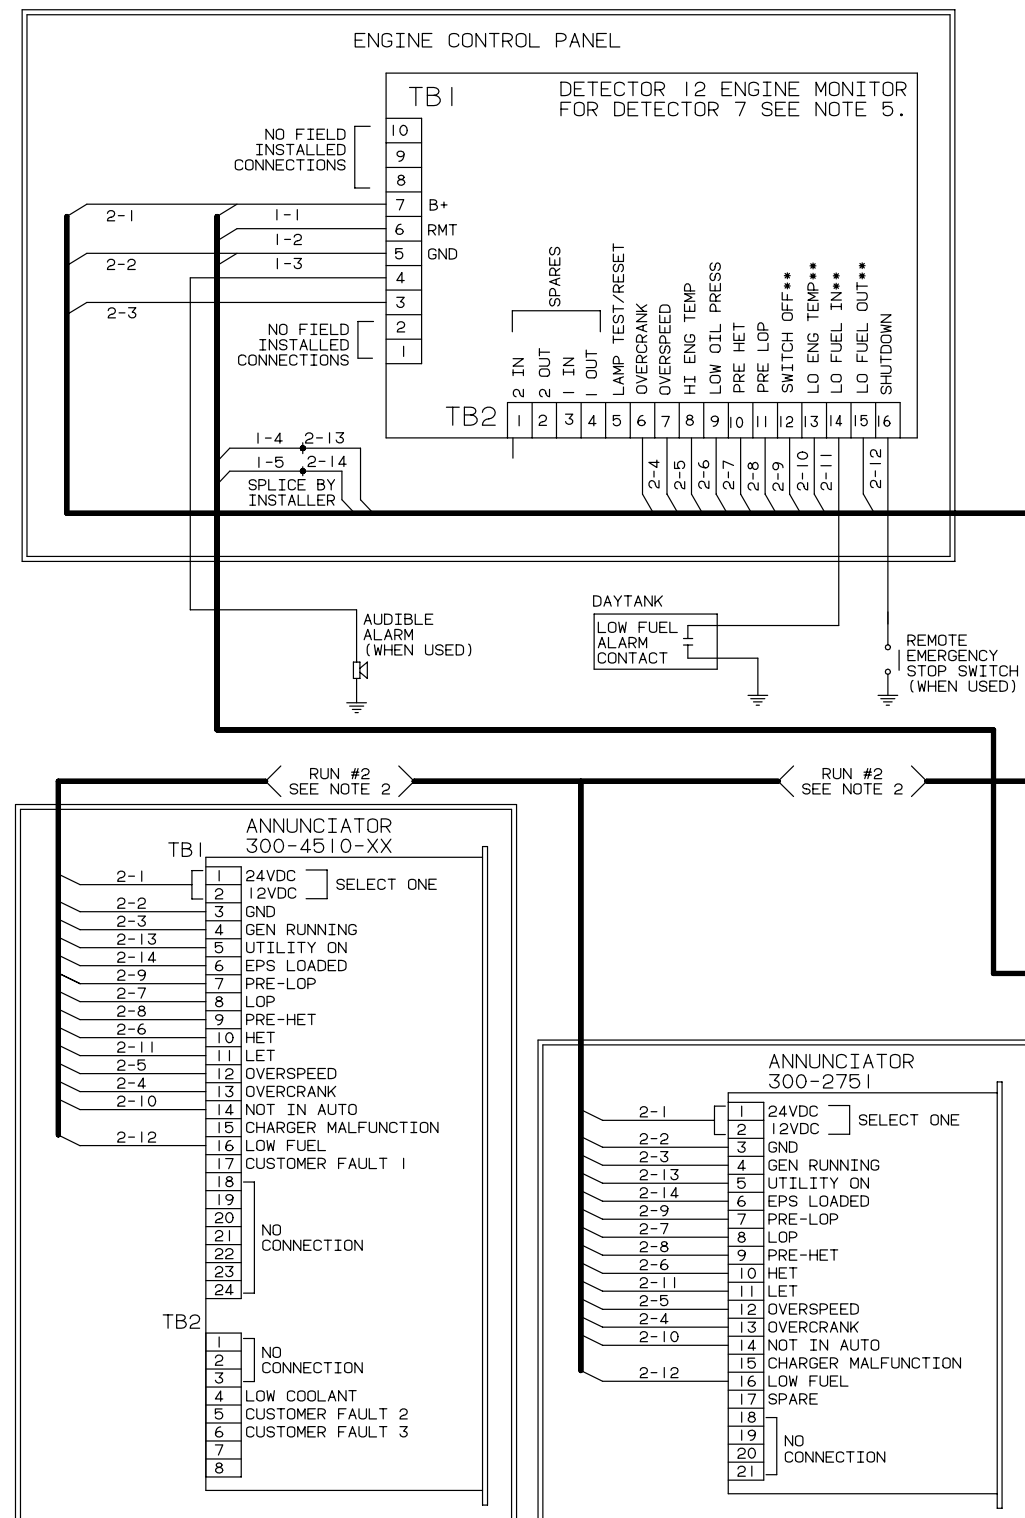 ENGINE CONTROL PANEL
TB1
DETECTOR 12 ENGINE MONITOR
FOR DETECTOR 7 SEE NOTE 5.
NO FIELD
INSTALLED
CONNECTIONS
10
9
8
7 B+
6 RMT
5 GND
4
3
2
1
2-1
1-1
1-2
2-2
1-3
2-3
NO FIELD
INSTALLED
CONNECTIONS
SPARES
2 IN
2 OUT
1 IN
1 OUT
LAMP TEST/RESET
OVERCRANK
OVERSPEED
HI ENG TEMP
LOW OIL PRESS
PRE HET
PRE LOP
SWITCH OFF**
LO ENG TEMP**
LO FUEL IN**
LO FUEL OUT**
SHUTDOWN
TB2
1 2 3 4 5 6 7 8 9 10 11 12 13 14 15 16
1-4 2-13
1-5 2-14
SPLICE BY
INSTALLER
2-4
2-5
2-6
2-7
2-8
2-9
2-10
2-11
2-12
AUDIBLE
ALARM
(WHEN USED)
DAYTANK
LOW FUEL
ALARM
CONTACT
REMOTE
EMERGENCY
STOP SWITCH
(WHEN USED)
RUN #2
SEE NOTE 2
RUN #2
SEE NOTE 2
ANNUNCIATOR
300-4510-XX
TB1
2-1
1 24VDC
2 12VDC
SELECT ONE
2-2 3 GND
2-3 4 GEN RUNNING
2-13 5 UTILITY ON
2-14 6 EPS LOADED
2-9 7 PRE-LOP
2-7 8 LOP
2-8 9 PRE-HET
2-6 10 HET
2-11 11 LET
2-5 12 OVERSPEED
2-4 13 OVERCRANK
2-10 14 NOT IN AUTO
15 CHARGER MALFUNCTION
2-12 16 LOW FUEL
17 CUSTOMER FAULT 1
18
19
20
21
22
23
24
NO
CONNECTION
TB2
1
2
3
NO
CONNECTION
4 LOW COOLANT
5 CUSTOMER FAULT 2
6 CUSTOMER FAULT 3
7
8
ANNUNCIATOR
300-2751
2-1
1 24VDC
2 12VDC
SELECT ONE
2-2 3 GND
2-3 4 GEN RUNNING
2-13 5 UTILITY ON
2-14 6 EPS LOADED
2-9 7 PRE-LOP
2-7 8 LOP
2-8 9 PRE-HET
2-6 10 HET
2-11 11 LET
2-5 12 OVERSPEED
2-4 13 OVERCRANK
2-10 14 NOT IN AUTO
15 CHARGER MALFUNCTION
2-12 16 LOW FUEL
17 SPARE
18
19
20
21
NO
CONNECTION